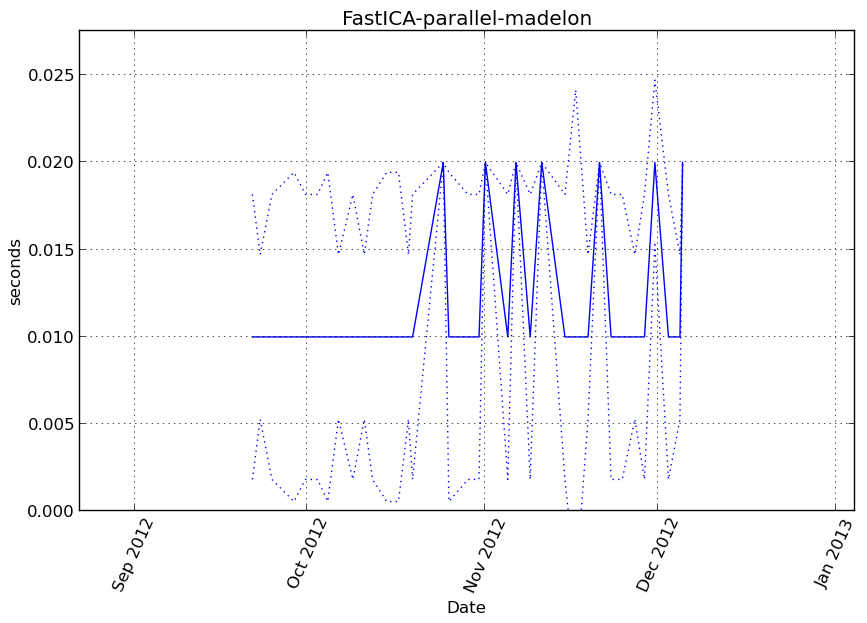 FastICA-parallel-madelon
0.025
0.020
0.015
0.010
0.005
0.000
seconds
Sep 2012
Oct 2012
Nov 2012
Dec 2012
Jan 2013
Date